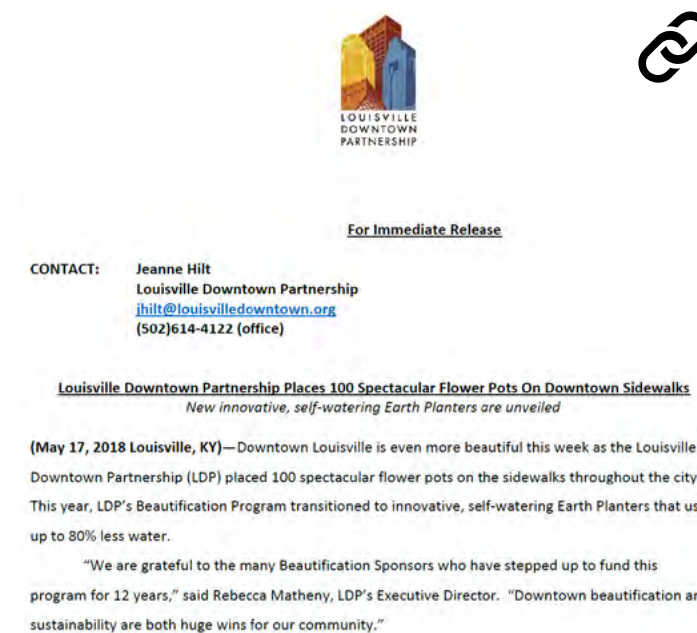 LOUISVILLE
DOWNTOWN
PARTNERSHIP
For Immediate Release
CONTACT: Jeanne Hilt
Louisville Downtown Partnership
jhilt@louisvilledowntown.org
(502)614-4122 (office)
Louisville Downtown Partnership Places 100 Spectacular Flower Pots On Downtown Sidewalks
New innovative, self-watering Earth Planters are unveiled
(May 17, 2018 Louisville, KY)—Downtown Louisville is even more beautiful this week as the Louisville
Downtown Partnership (LDP) placed 100 spectacular flower pots on the sidewalks throughout the city
This year, LDP's Beautification Program transitioned to innovative, self-watering Earth Planters that us
up to 80% less water.
"We are grateful to the many Beautification Sponsors who have stepped up to fund this
program for 12 years," said Rebecca Matheny, LDP's Executive Director. "Downtown beautification an
sustainability are both huge wins for our community."